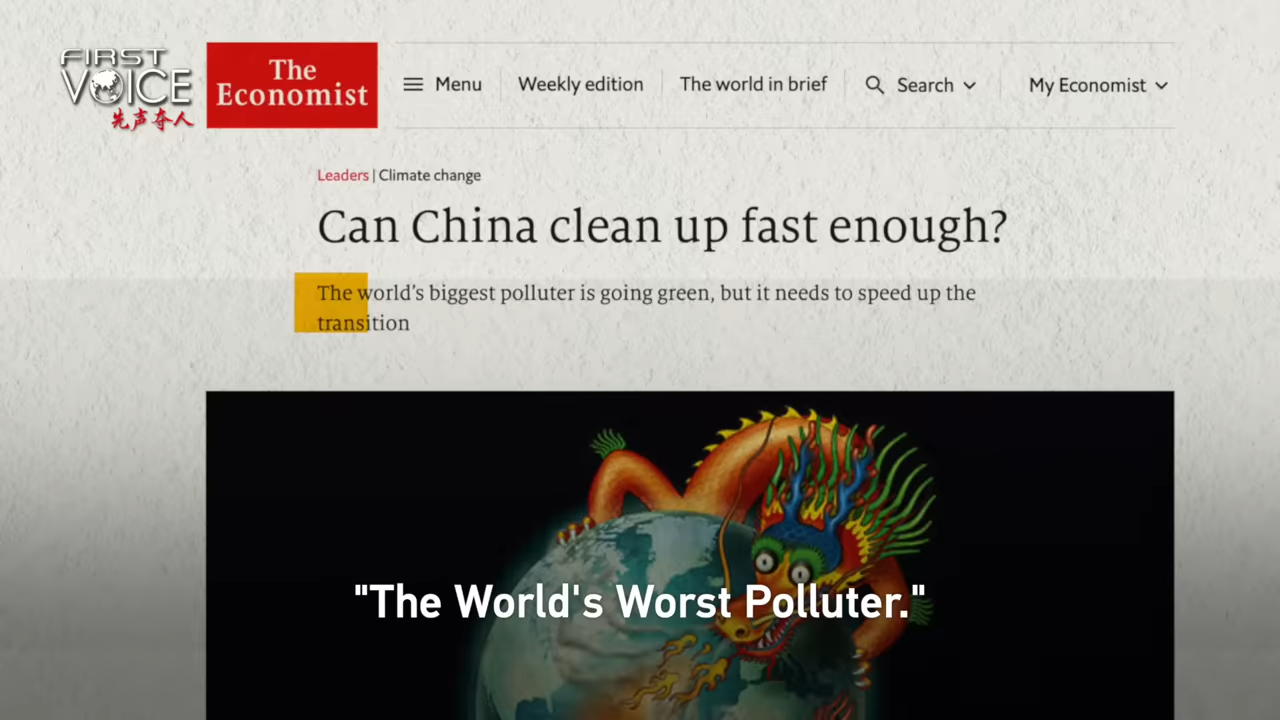 FIRST
VOICE
先声夺人
The
Economist
Menu
Weekly edition
The world in brief
Search
My Economist
Leaders | Climate change
Can China clean up fast enough?
The world's biggest polluter is going green, but it needs to speed up the
transition
"The World's Worst Polluter."